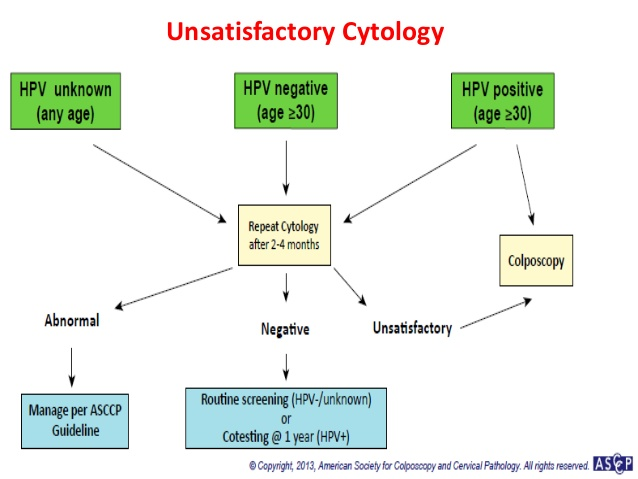 Unsatisfactory Cytology
HPV unknown
(any age)
HPV negative
(age ≥30)
HPV positive
(age ≥30)
Repeat Cytology
after 2-4 months
Colposcopy
Abnormal
Negative
Unsatisfactory
Manage per ASCCP
Guideline
Routine screening (HPV-/unknown)
or
Cotesting @ 1 year (HPV+)
© Copyright, 2013, American Society for Colposcopy and Cervical Pathology. All rights reserved.
ASCCP